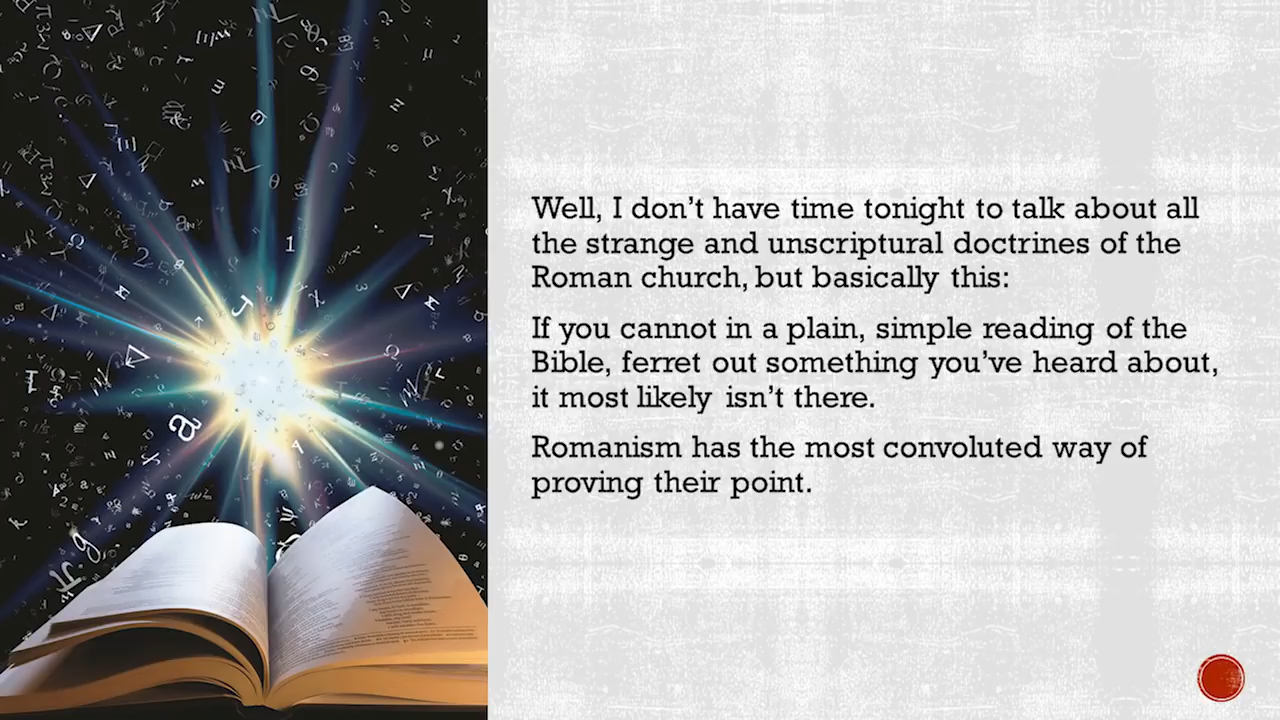 Well, I don’t have time tonight to talk about all
the strange and unscriptural doctrines of the
Roman church, but basically this:
If you cannot in a plain, simple reading of the
Bible, ferret out something you’ve heard about,
it most likely isn’t there.
Romanism has the most convoluted way of
proving their point.